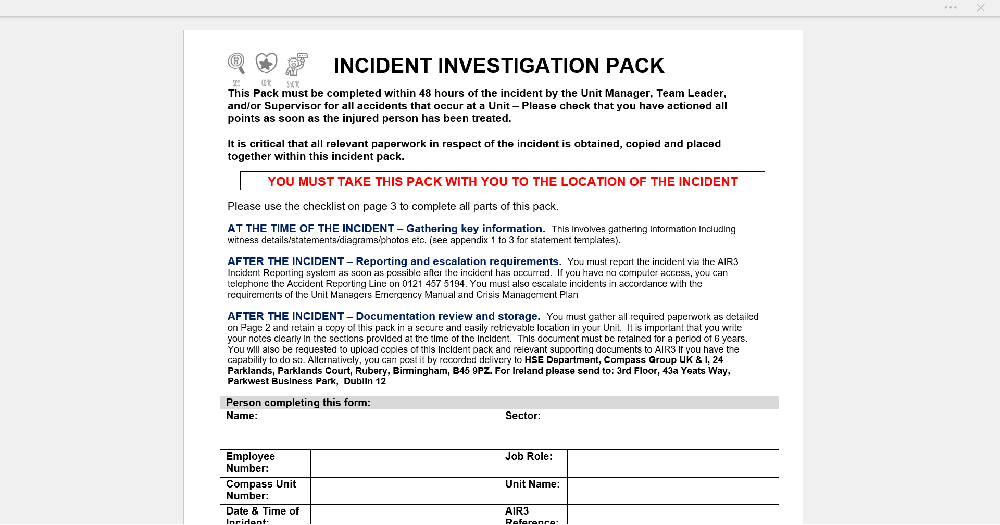 see care share
INCIDENT INVESTIGATION PACK
This Pack must be completed within 48 hours of the incident by the Unit Manager, Team Leader,
and/or Supervisor for all accidents that occur at a Unit – Please check that you have actioned all
points as soon as the injured person has been treated.
It is critical that all relevant paperwork in respect of the incident is obtained, copied and placed
together within this incident pack.
YOU MUST TAKE THIS PACK WITH YOU TO THE LOCATION OF THE INCIDENT
Please use the checklist on page 3 to complete all parts of this pack.
AT THE TIME OF THE INCIDENT – Gathering key information. This involves gathering information including
witness details/statements/diagrams/photos etc. (see appendix 1 to 3 for statement templates).
AFTER THE INCIDENT – Reporting and escalation requirements. You must report the incident via the AIR3
Incident Reporting system as soon as possible after the incident has occurred. If you have no computer access, you can
telephone the Accident Reporting Line on 0121 457 5194. You must also escalate incidents in accordance with the
requirements of the Unit Managers Emergency Manual and Crisis Management Plan
AFTER THE INCIDENT – Documentation review and storage. You must gather all required paperwork as detailed
on Page 2 and retain a copy of this pack in a secure and easily retrievable location in your Unit. It is important that you write
your notes clearly in the sections provided at the time of the incident. This document must be retained for a period of 6 years.
You will also be requested to upload copies of this incident pack and relevant supporting documents to AIR3 if you have the
capability to do so. Alternatively, you can post it by recorded delivery to HSE Department, Compass Group UK & I, 24
Parklands, Parklands Court, Rubery, Birmingham, B45 9PZ. For Ireland please send to: 3rd Floor, 43a Yeats Way,
Parkwest Business Park, Dublin 12
Person completing this form:
Name: Sector:
Employee Number: Job Role:
Compass Unit Number: Unit Name:
Date & Time of Incident: AIR3 Reference: